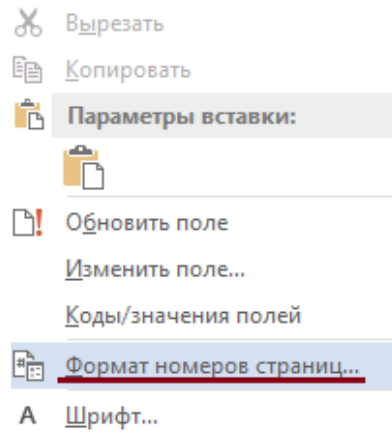 Вырезать
Копировать
Параметры вставки:
Обновить поле
Изменить поле...
Коды/значения полей
Формат номеров страниц...
Шрифт...